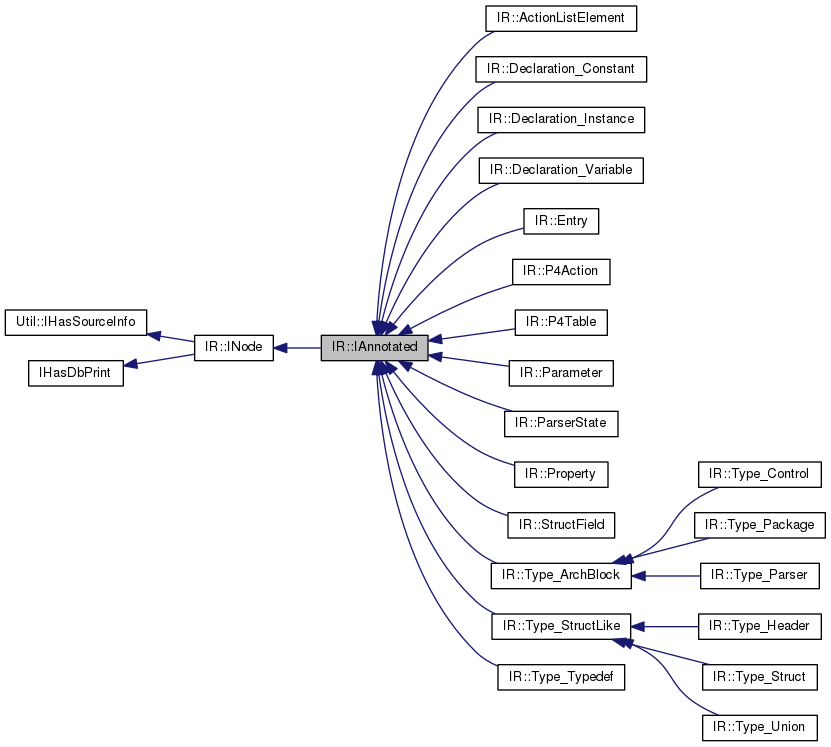 IR::ActionListElement
IR::Declaration_Constant
IR::Declaration_Instance
IR::Declaration_Variable
IR::Entry
IR::P4Action
Util::IHasSourceInfo
IR::P4Table
IR::INode
IR::IAnnotated
IHasDbPrint
IR::Parameter
IR::ParserState
IR::Property
IR::Type_Control
IR::StructField
IR::Type_Package
IR::Type_ArchBlock
IR::Type_Parser
IR::Type_StructLike
IR::Type_Header
IR::Type_Typedef
IR::Type_Struct
IR::Type_Union